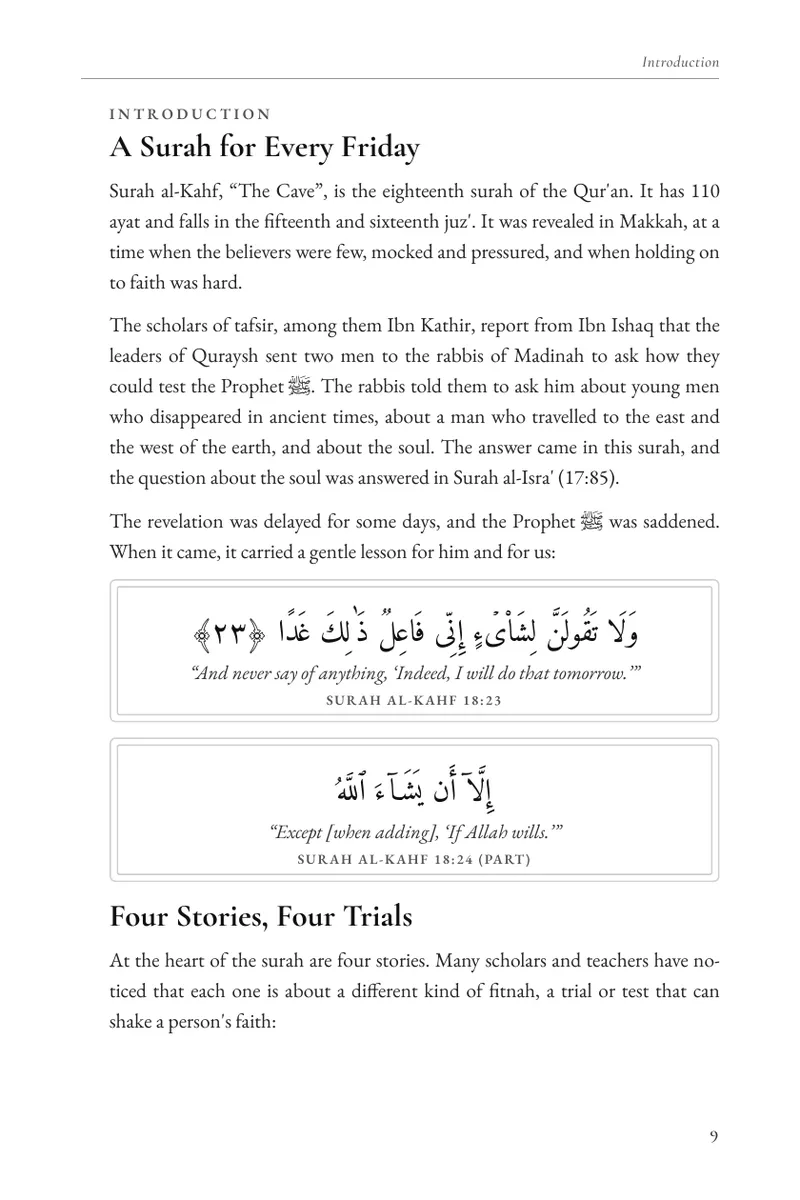 Introduction
INTRODUCTION
A Surah for Every Friday
Surah al-Kahf, “The Cave”, is the eighteenth surah of the Qur'an. It has 110
ayat and falls in the fifteenth and sixteenth juz'. It was revealed in Makkah, at a
time when the believers were few, mocked and pressured, and when holding on
to faith was hard.
The scholars of tafsir, among them Ibn Kathir, report from Ibn Ishaq that the
leaders of Quraysh sent two men to the rabbis of Madinah to ask how they
could test the Prophet ﷺ. The rabbis told them to ask him about young men
who disappeared in ancient times, about a man who travelled to the east and
the west of the earth, and about the soul. The answer came in this surah, and
the question about the soul was answered in Surah al-Isra' (17:85).
The revelation was delayed for some days, and the Prophet ﷺ was saddened.
When it came, it carried a gentle lesson for him and for us:
وَلَا تَقُولَنَّ لِشَا۟ىْءٍ إِنِّى فَاعِلٌ ذَٰلِكَ غَدًا ﴿٢٣﴾
“And never say of anything, ‘Indeed, I will do that tomorrow.’”
SURAH AL-KAHF 18:23
إِلَّآ أَن يَشَآءَ ٱللَّهُ
“Except [when adding], ‘If Allah wills.’”
SURAH AL-KAHF 18:24 (PART)
Four Stories, Four Trials
At the heart of the surah are four stories. Many scholars and teachers have no-
ticed that each one is about a different kind of fitnah, a trial or test that can
shake a person's faith:
9